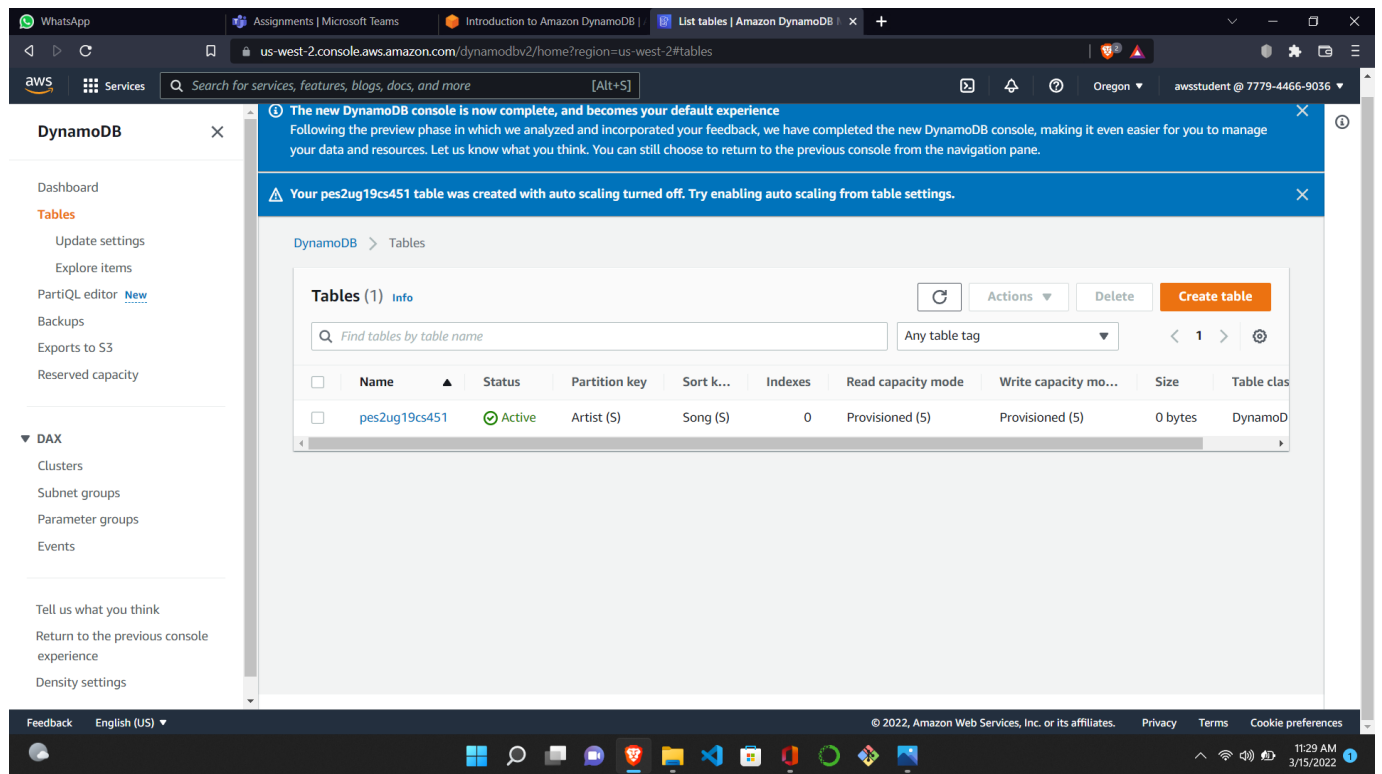 WhatsApp
Assignments | Microsoft Teams
Introduction to Amazon DynamoDB | /
List tables | Amazon DynamoDB
us-west-2.console.aws.amazon.com/dynamodbv2/home?region=us-west-2#tables
2
aws
Services
Search for services, features, blogs, docs, and more
[Alt+S]
Oregon
awsstudent @ 7779-4466-9036
DynamoDB
Dashboard
Tables
Update settings
Explore items
PartiQL editor New
Backups
Exports to S3
Reserved capacity
DAX
Clusters
Subnet groups
Parameter groups
Events
Tell us what you think
Return to the previous console
experience
Density settings
The new DynamoDB console is now complete, and becomes your default experience
Following the preview phase in which we analyzed and incorporated your feedback, we have completed the new DynamoDB console, making it even easier for you to manage
your data and resources. Let us know what you think. You can still choose to return to the previous console from the navigation pane.
Your pes2ug19cs451 table was created with auto scaling turned off. Try enabling auto scaling from table settings.
DynamoDB > Tables
Tables (1) Info
Actions
Delete
Create table
Find tables by table name
Any table tag
1
Name Status Partition key Sort k... Indexes Read capacity mode Write capacity mo... Size Table clas
pes2ug19cs451 Active Artist (S) Song (S) 0 Provisioned (5) Provisioned (5) 0 bytes DynamoD
Feedback English (US)
© 2022, Amazon Web Services, Inc. or its affiliates. Privacy Terms Cookie preferences
11:29 AM
3/15/2022
1